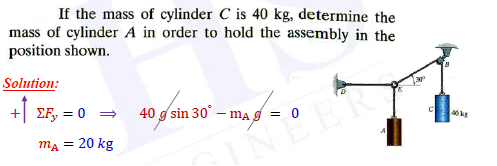 If the mass of cylinder C is 40 kg, determine the
mass of cylinder A in order to hold the assembly in the
position shown.
Solution:
+↑ ΣFy = 0 ⇒ 40 g sin 30° – mA g = 0
mA = 20 kg
30°
B
D
E
C
40 kg
A